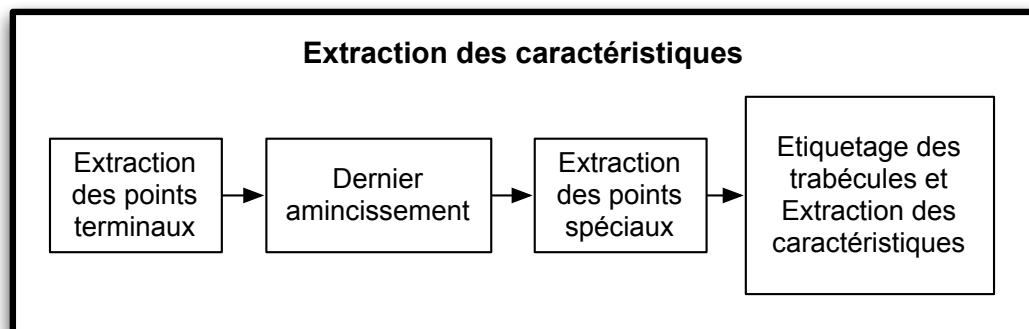 Extraction des caractéristiques
Extraction
des points
terminaux
Dernier
amincissement
Extraction
des points
spéciaux
Etiquetage des
trabécules et
Extraction des
caractéristiques